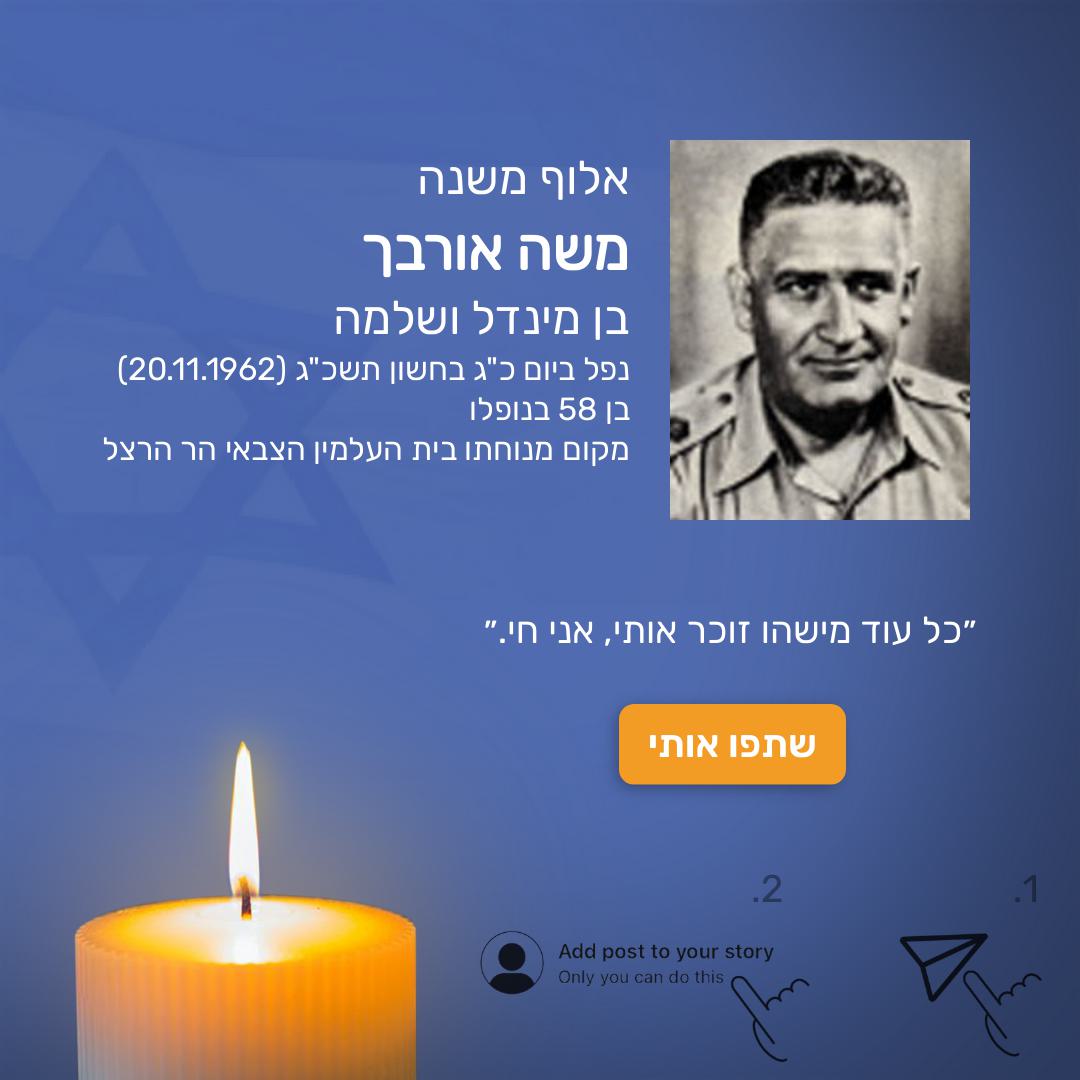 אלוף משנה
משה אורבך
בן מינדל ושלמה
נפל ביום כ"ג בחשון תשכ"ג (20.11.1962)
בן 58 בנופלו
מקום מנוחתו בית העלמין הצבאי הר הרצל
״כל עוד מישהו זוכר אותי, אני חי.״
שתפו אותי
1.
2.
Add post to your story
Only you can do this